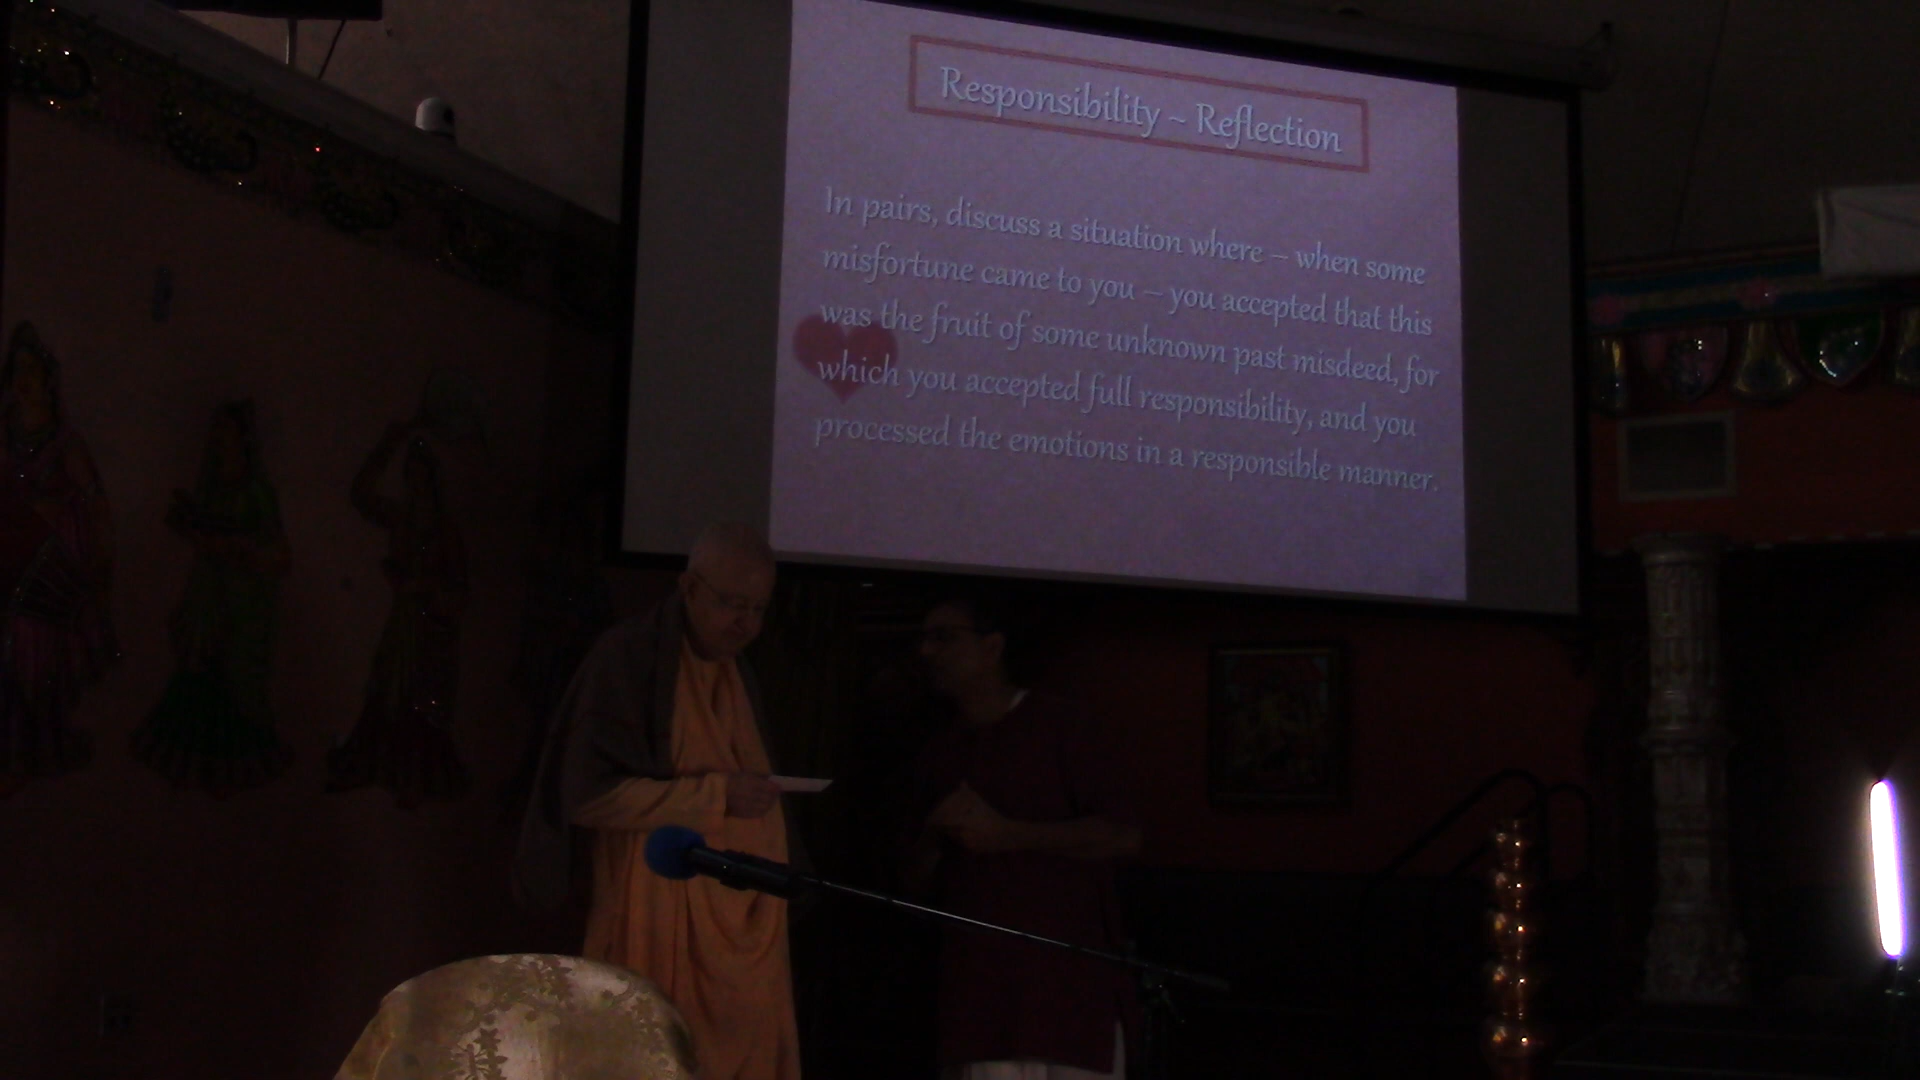 Responsibility ~ Reflection
In pairs, discuss a situation where – when some
misfortune came to you – you accepted that this
was the fruit of some unknown past misdeed, for
which you accepted full responsibility, and you
processed the emotions in a responsible manner.